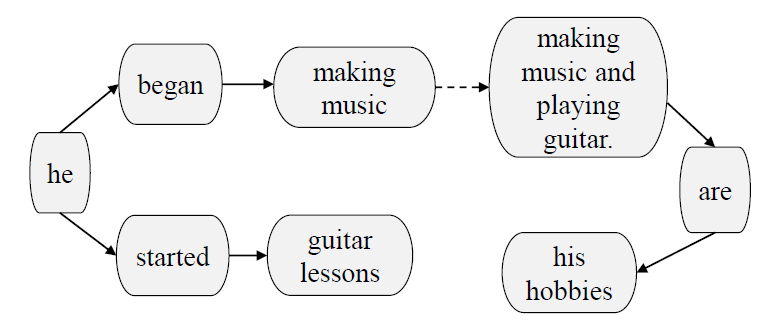 he
began
making
music
making
music and
playing
guitar.
are
his
hobbies
started
guitar
lessons